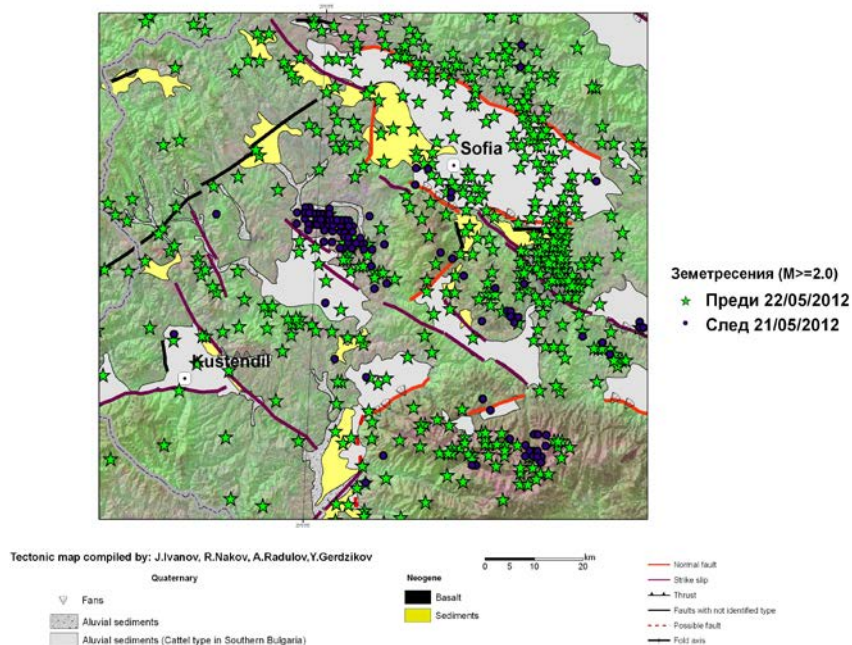 Sofia
Kustendil
Земетресения (M>=2.0)
Преди 22/05/2012
След 21/05/2012
Tectonic map compiled by: J.Ivanov, R.Nakov, A.Radulov,Y.Gerdzikov
km
0 5 10 20
Quaternary
Fans
Alluvial sediments
Aluvial sediments (Cattel type in Southern Bulgaria)
Neogene
Basalt
Sediments
Normal fault
Strike slip
Thrust
Faults with not identified type
Possible fault
Fold axis